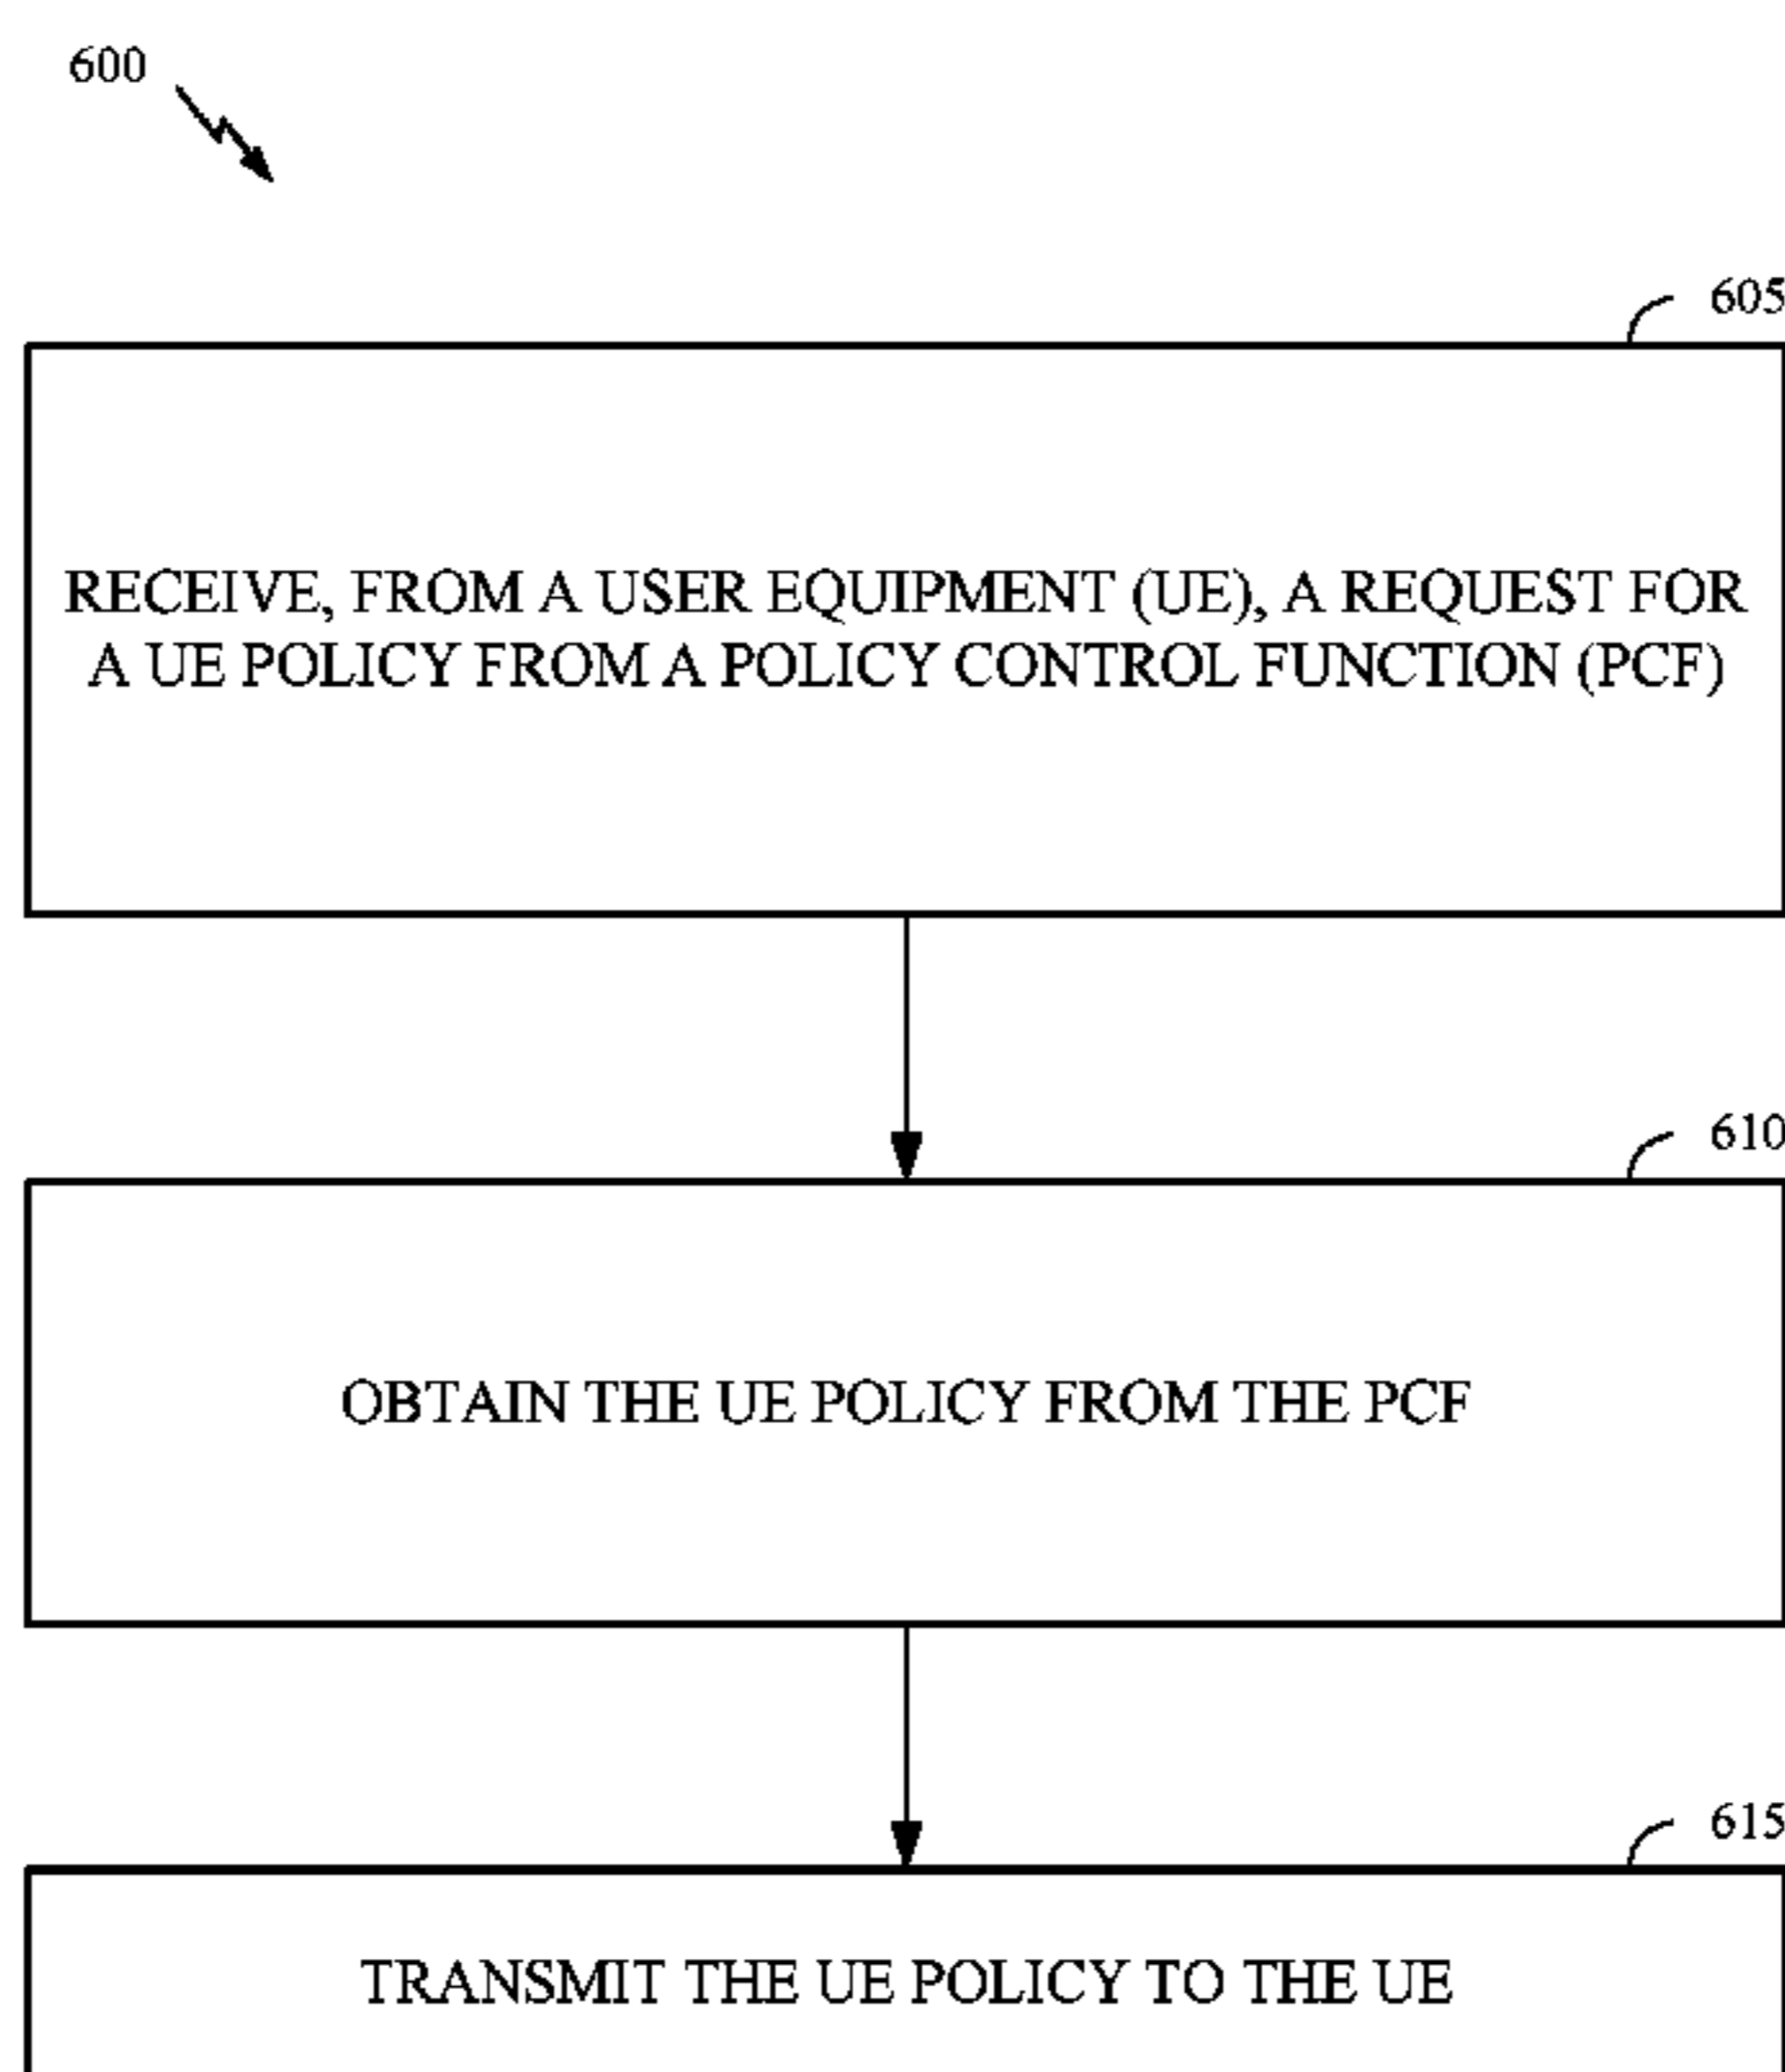 600
605
RECEIVE, FROM A USER EQUIPMENT (UE), A REQUEST FOR
A UE POLICY FROM A POLICY CONTROL FUNCTION (PCF)
610
OBTAIN THE UE POLICY FROM THE PCF
615
TRANSMIT THE UE POLICY TO THE UE